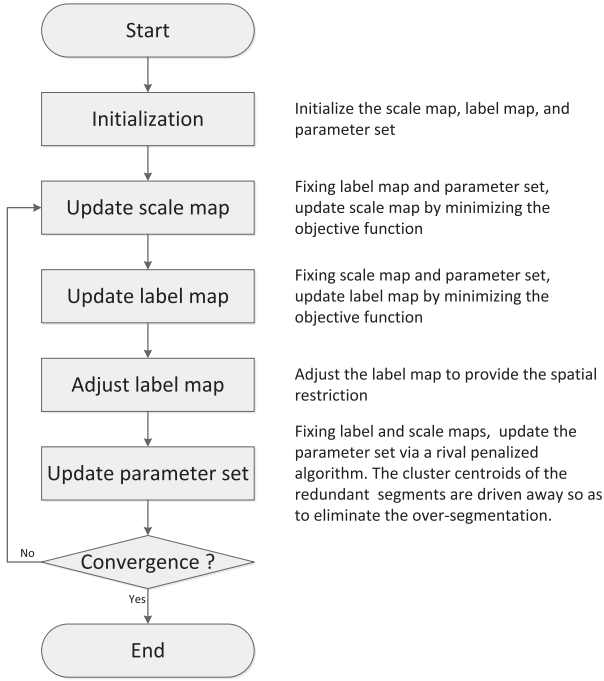 Start
Initialization
Initialize the scale map, label map, and
parameter set
Update scale map
Fixing label map and parameter set,
update scale map by minimizing the
objective function
Update label map
Fixing scale map and parameter set,
update label map by minimizing the
objective function
Adjust label map
Adjust the label map to provide the spatial
restriction
Update parameter set
Fixing label and scale maps, update the
parameter set via a rival penalized
algorithm. The cluster centroids of the
redundant segments are driven away so as
to eliminate the over-segmentation.
No
Convergence ?
Yes
End